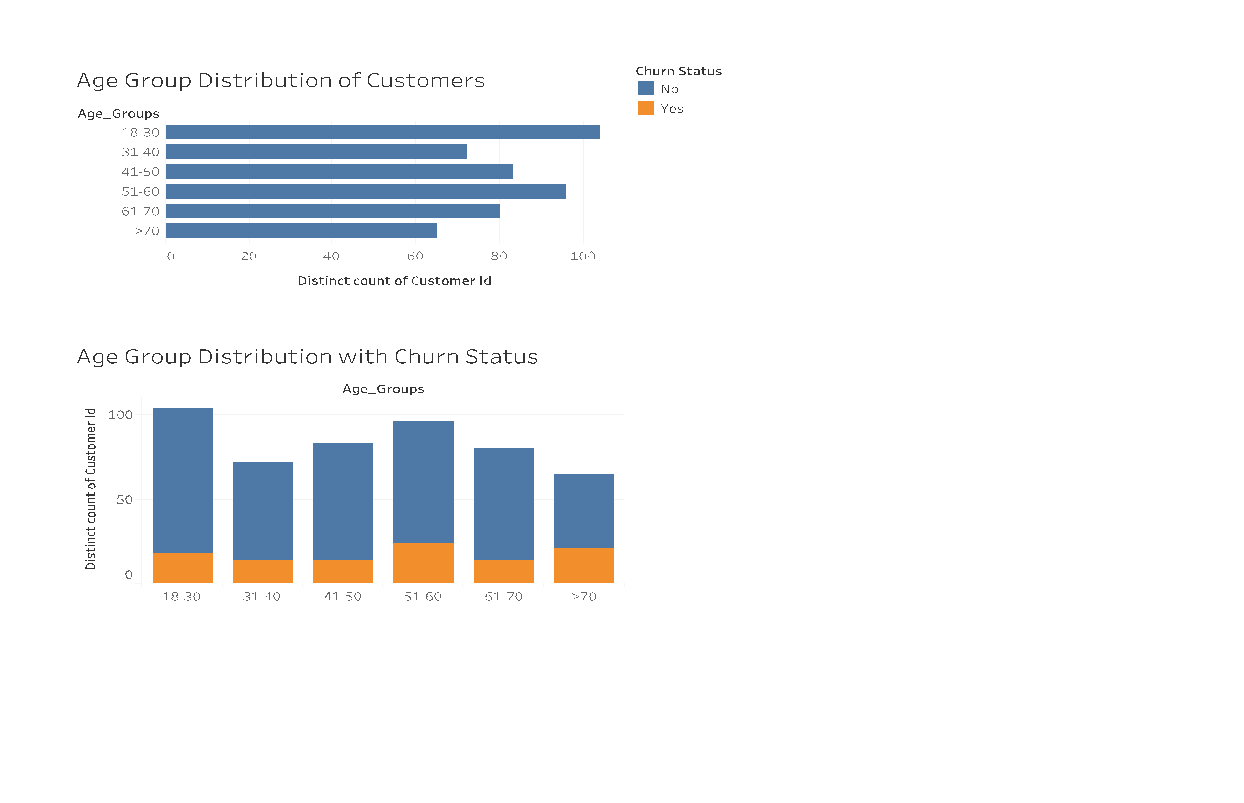 Age Group Distribution of Customers
Churn Status
No
Yes
Age_Groups
18-30
31-40
41-50
51-60
61-70
>70
0 20 40 60 80 100
Distinct count of Customer Id
Age Group Distribution with Churn Status
Age_Groups
Distinct count of Customer Id
100
50
0
18-30 31-40 41-50 51-60 61-70 >70